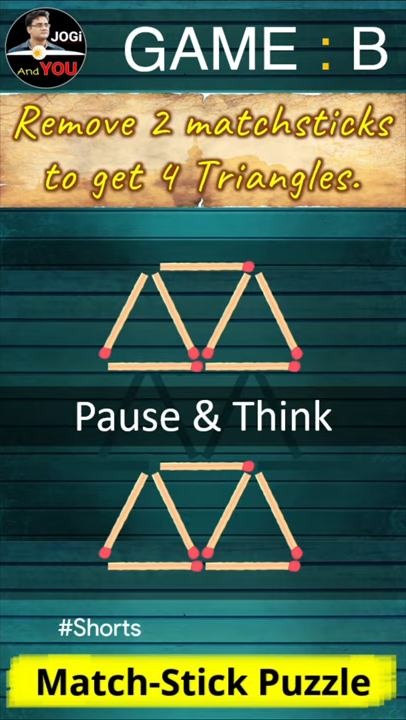 JOGi
And YOU
GAME : B
Remove 2 matchsticks
to get 4 Triangles.
Pause & Think
#Shorts
Match-Stick Puzzle